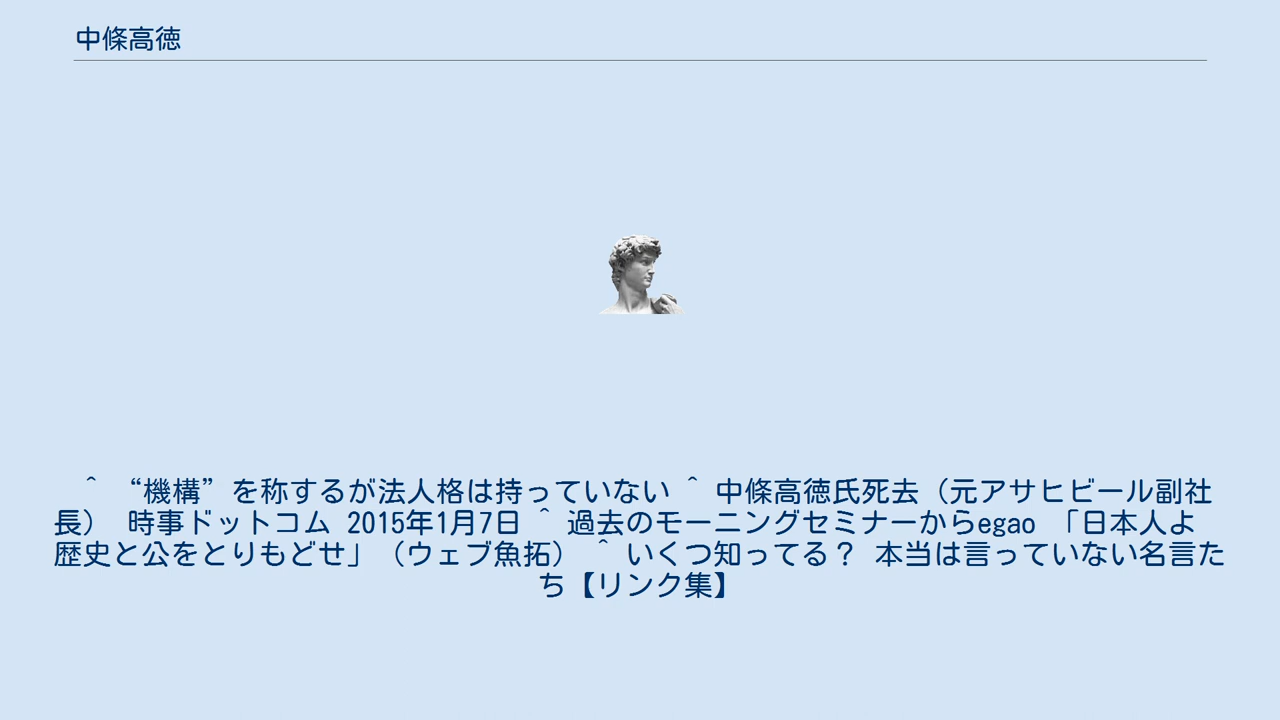 中條高徳
^ “機構”を称するが法人格は持っていない ^ 中條高徳氏死去（元アサヒビール副社
長） 時事ドットコム 2015年1月7日 ^ 過去のモーニングセミナーからegao 「日本人よ
歴史と公をとりもどせ」（ウェブ魚拓） ^ いくつ知ってる？ 本当は言っていない名言た
ち【リンク集】